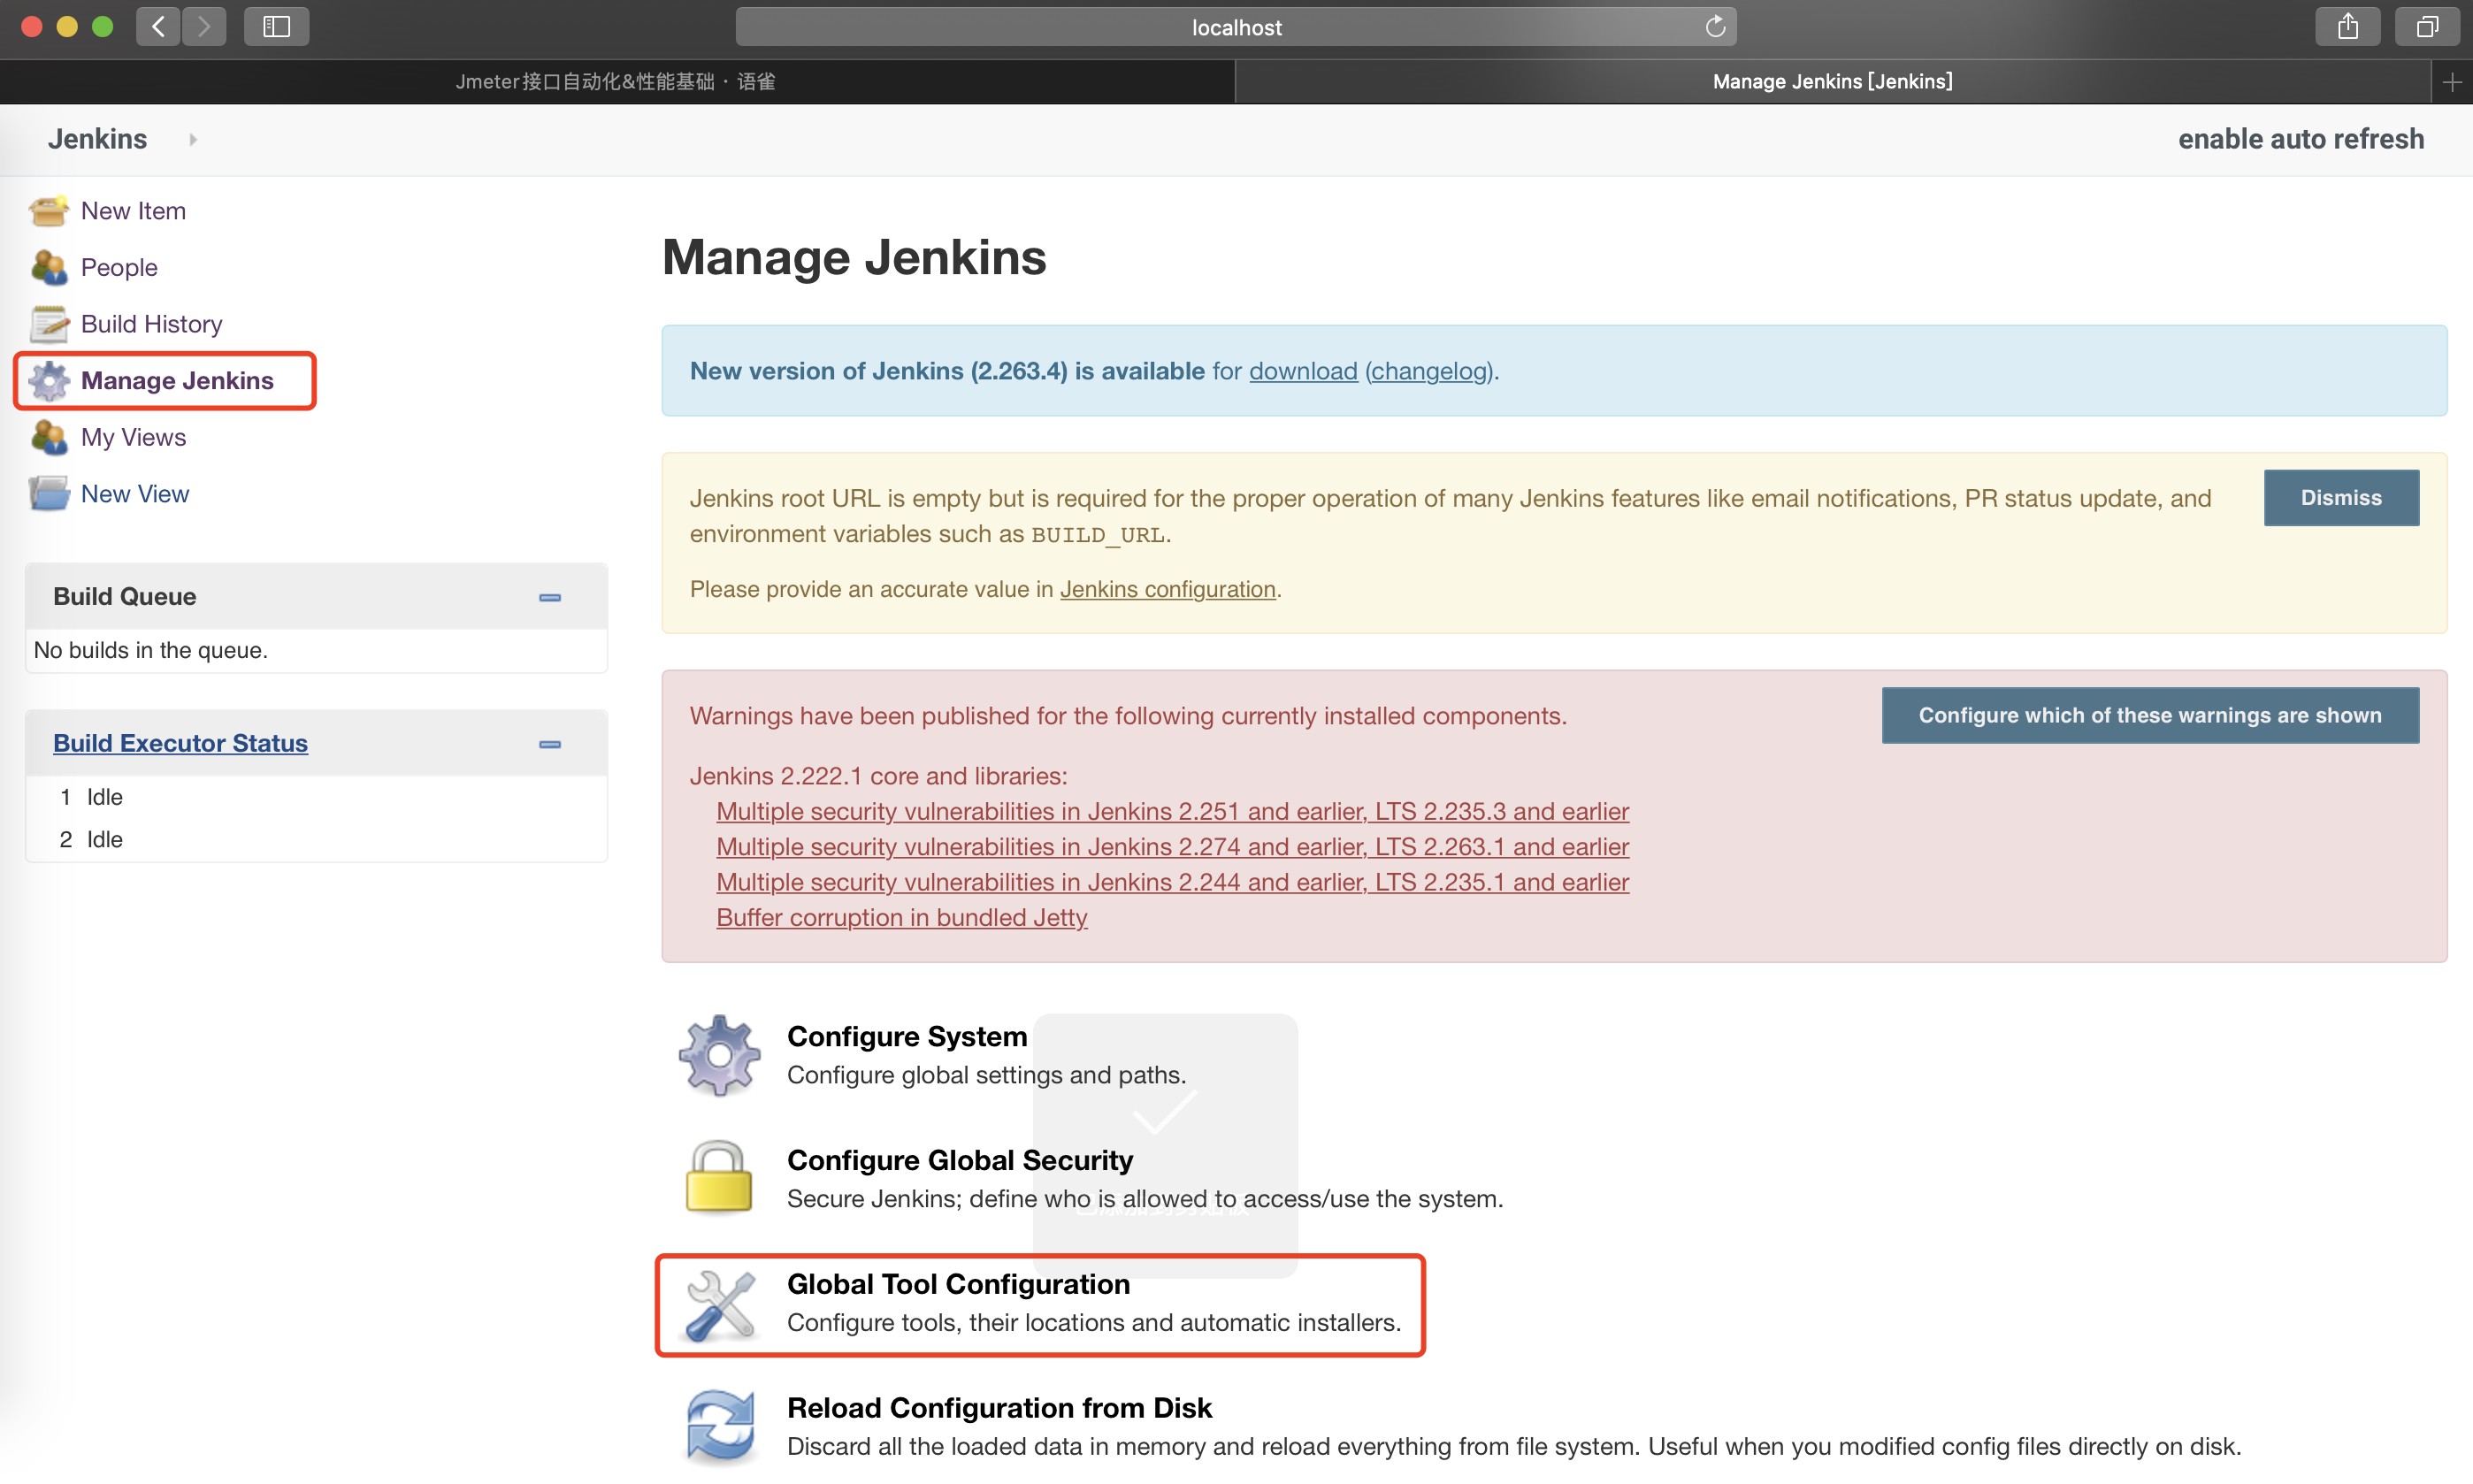 localhost
Jmeter接口自动化&性能基础 · 语雀
Manage Jenkins [Jenkins]
Jenkins
enable auto refresh
New Item
People
Build History
Manage Jenkins
My Views
New View
Build Queue
No builds in the queue.
Build Executor Status
1 Idle
2 Idle
Manage Jenkins
New version of Jenkins (2.263.4) is available for download (changelog).
Jenkins root URL is empty but is required for the proper operation of many Jenkins features like email notifications, PR status update, and
environment variables such as BUILD_URL.
Dismiss
Please provide an accurate value in Jenkins configuration.
Warnings have been published for the following currently installed components.
Configure which of these warnings are shown
Jenkins 2.222.1 core and libraries:
Multiple security vulnerabilities in Jenkins 2.251 and earlier, LTS 2.235.3 and earlier
Multiple security vulnerabilities in Jenkins 2.274 and earlier, LTS 2.263.1 and earlier
Multiple security vulnerabilities in Jenkins 2.244 and earlier, LTS 2.235.1 and earlier
Buffer corruption in bundled Jetty
Configure System
Configure global settings and paths.
Configure Global Security
Secure Jenkins; define who is allowed to access/use the system.
Global Tool Configuration
Configure tools, their locations and automatic installers.
Reload Configuration from Disk
Discard all the loaded data in memory and reload everything from file system. Useful when you modified config files directly on disk.